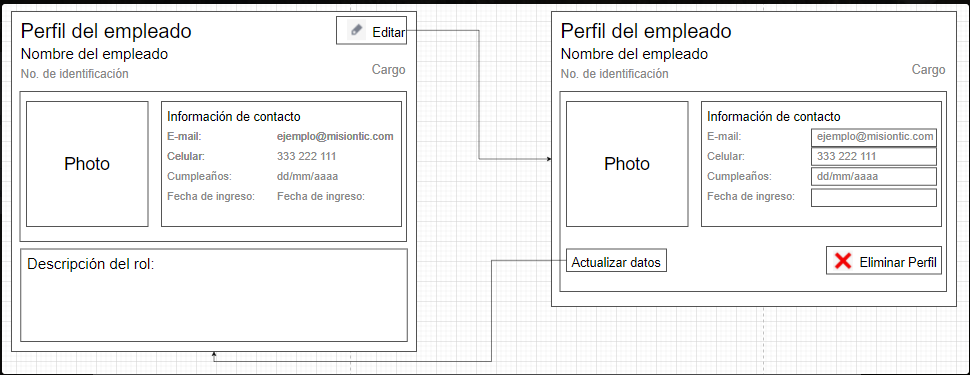 Perfil del empleado
Editar
Nombre del empleado
No. de identificación
Cargo
Photo
Información de contacto
E-mail: ejemplo@misiontic.com
Celular: 333 222 111
Cumpleaños: dd/mm/aaaa
Fecha de ingreso: Fecha de ingreso:
Descripción del rol:
Perfil del empleado
Nombre del empleado
No. de identificación
Cargo
Photo
Información de contacto
E-mail: ejemplo@misiontic.com
Celular: 333 222 111
Cumpleaños: dd/mm/aaaa
Fecha de ingreso:
Actualizar datos
Eliminar Perfil